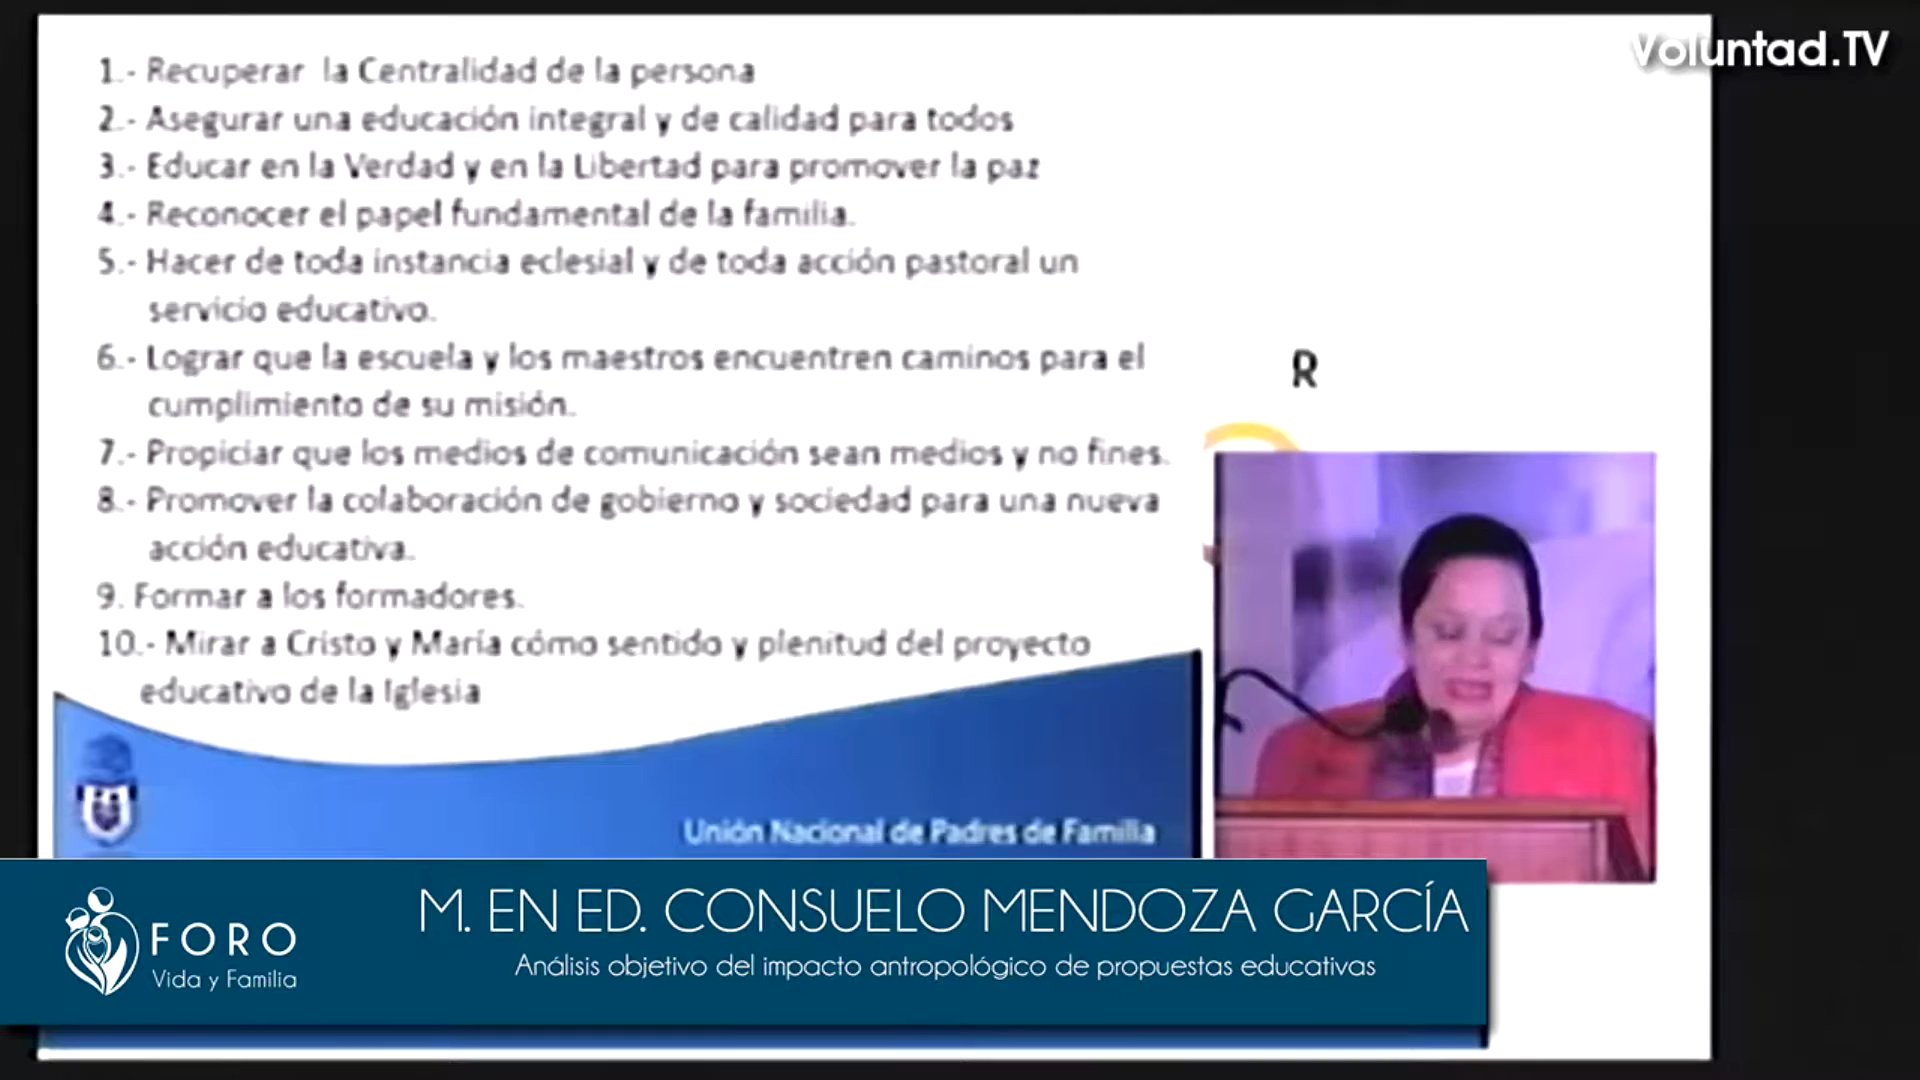 Voluntad.TV
1.- Recuperar la Centralidad de la persona
2.- Asegurar una educación integral y de calidad para todos
3.- Educar en la Verdad y en la Libertad para promover la paz
4.- Reconocer el papel fundamental de la familia.
5.- Hacer de toda instancia eclesial y de toda acción pastoral un
servicio educativo.
6.- Lograr que la escuela y los maestros encuentren caminos para el
cumplimiento de su misión.
7.- Propiciar que los medios de comunicación sean medios y no fines.
8.- Promover la colaboración de gobierno y sociedad para una nueva
acción educativa.
9. Formar a los formadores.
10.- Mirar a Cristo y María cómo sentido y plenitud del proyecto
educativo de la Iglesia
R
Unión Nacional de Padres de Familia
FORO
Vida y Familia
M. EN ED. CONSUELO MENDOZA GARCÍA
Análisis objetivo del impacto antropológico de propuestas educativas